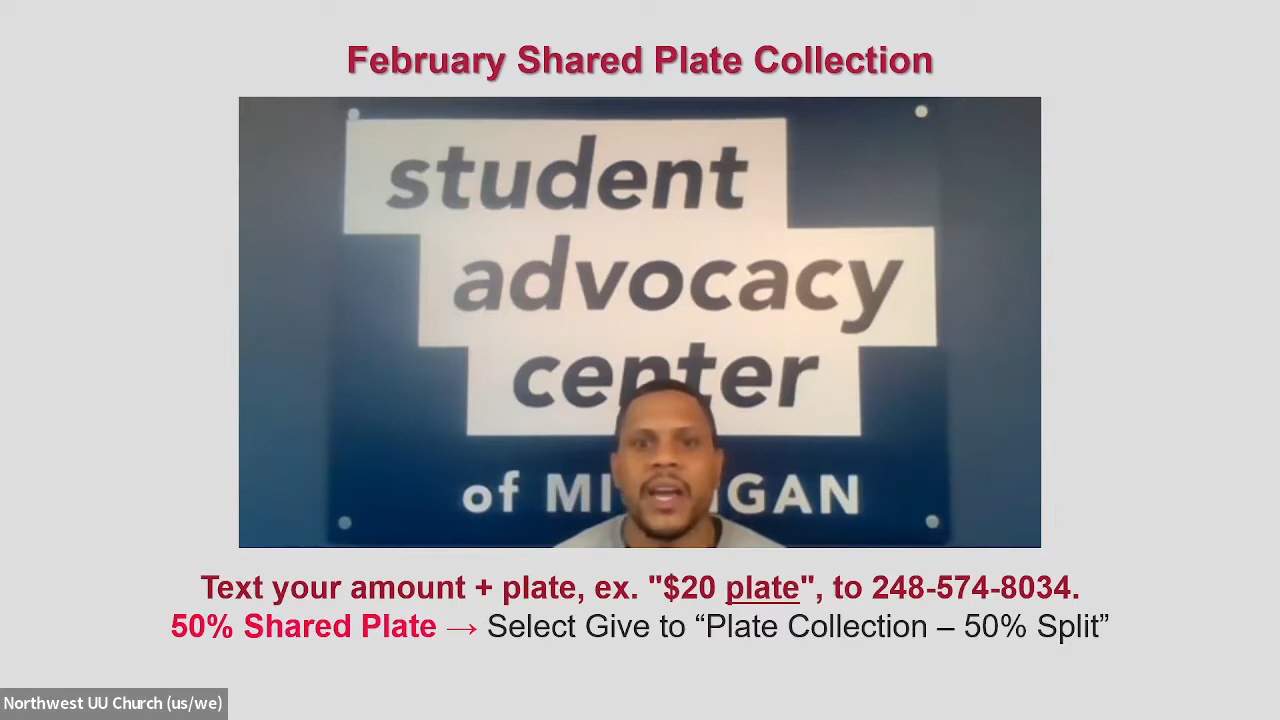 February Shared Plate Collection
student
advocacy
center
of MICHIGAN
Text your amount + plate, ex. "$20 plate", to 248-574-8034.
50% Shared Plate → Select Give to “Plate Collection – 50% Split”
Northwest UU Church (us/we)